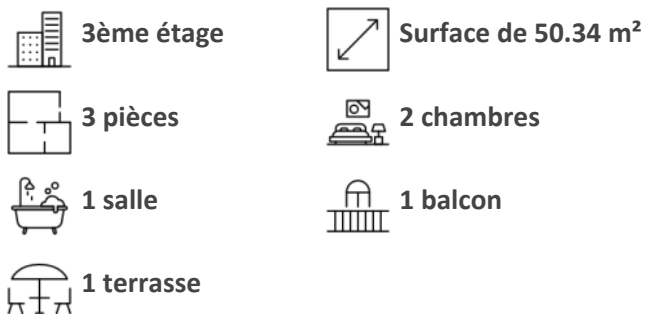 3ème étage
Surface de 50.34 m²
3 pièces
2 chambres
1 salle
1 balcon
1 terrasse